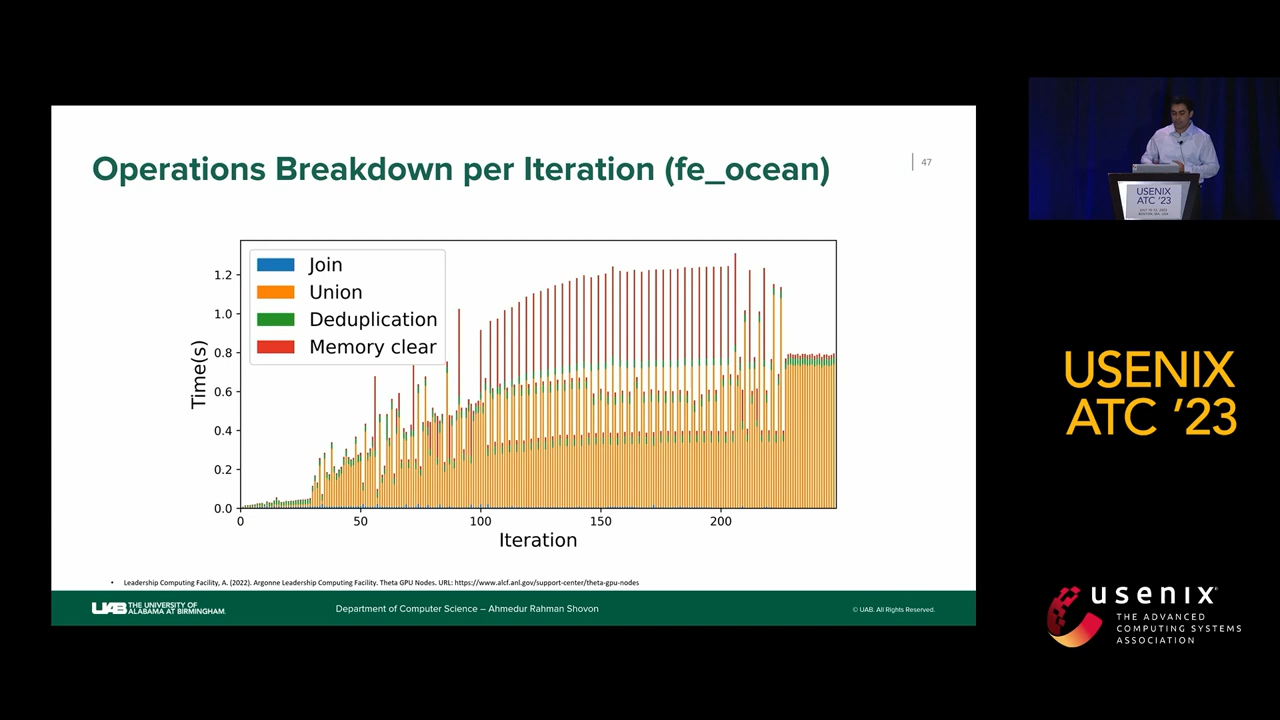 Operations Breakdown per Iteration (fe_ocean)
47
Join
Union
Deduplication
Memory clear
Time(s)
1.2
1.0
0.8
0.6
0.4
0.2
0.0
0
50
100
150
200
Iteration
• Leadership Computing Facility, A. (2022). Argonne Leadership Computing Facility. Theta GPU Nodes. URL: https://www.alcf.anl.gov/support-center/theta-gpu-nodes
UAB THE UNIVERSITY OF
ALABAMA AT BIRMINGHAM
Department of Computer Science – Ahmedur Rahman Shovon
© UAB. All Rights Reserved.
USENIX
ATC '23
USENIX
ATC '23
usenix
THE ADVANCED
COMPUTING SYSTEMS
ASSOCIATION